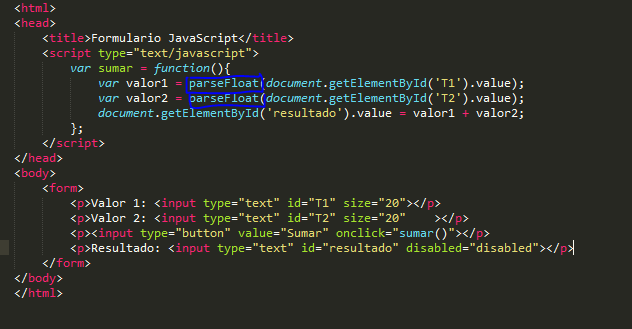 <html>
<head>
    <title>Formulario JavaScript</title>
    <script type="text/javascript">
        var sumar = function(){
            var valor1 = parseFloat(document.getElementById('T1').value);
            var valor2 = parseFloat(document.getElementById('T2').value);
            document.getElementById('resultado').value = valor1 + valor2;
        };
    </script>
</head>
<body>
    <form>
        <p>Valor 1: <input type="text" id="T1" size="20"></p>
        <p>Valor 2: <input type="text" id="T2" size="20"    ></p>
        <p><input type="button" value="Sumar" onclick="sumar()"></p>
        <p>Resultado: <input type="text" id="resultado" disabled="disabled"></p>
    </form>
</body>
</html>